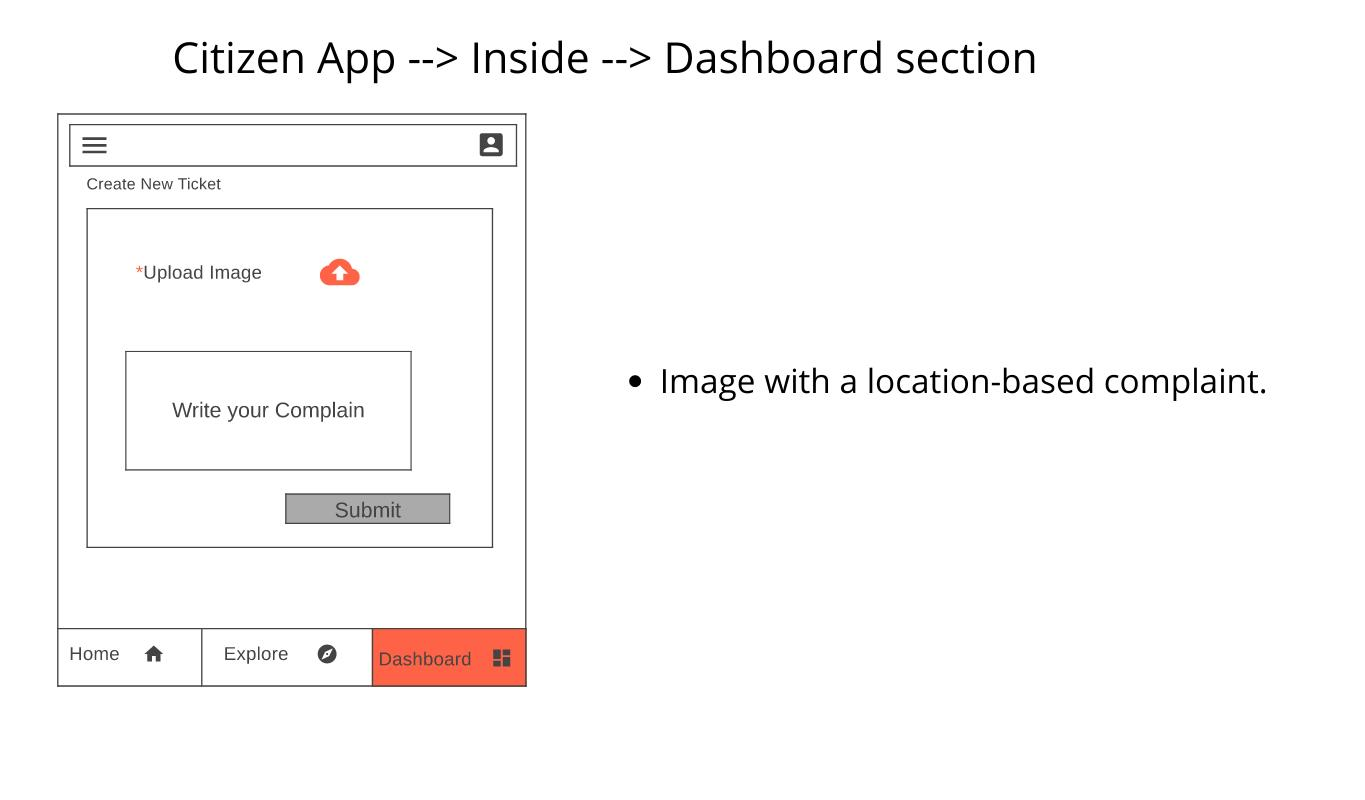 Citizen App --> Inside --> Dashboard section
Create New Ticket
*Upload Image
Write your Complain
Submit
Home
Explore
Dashboard
• Image with a location-based complaint.